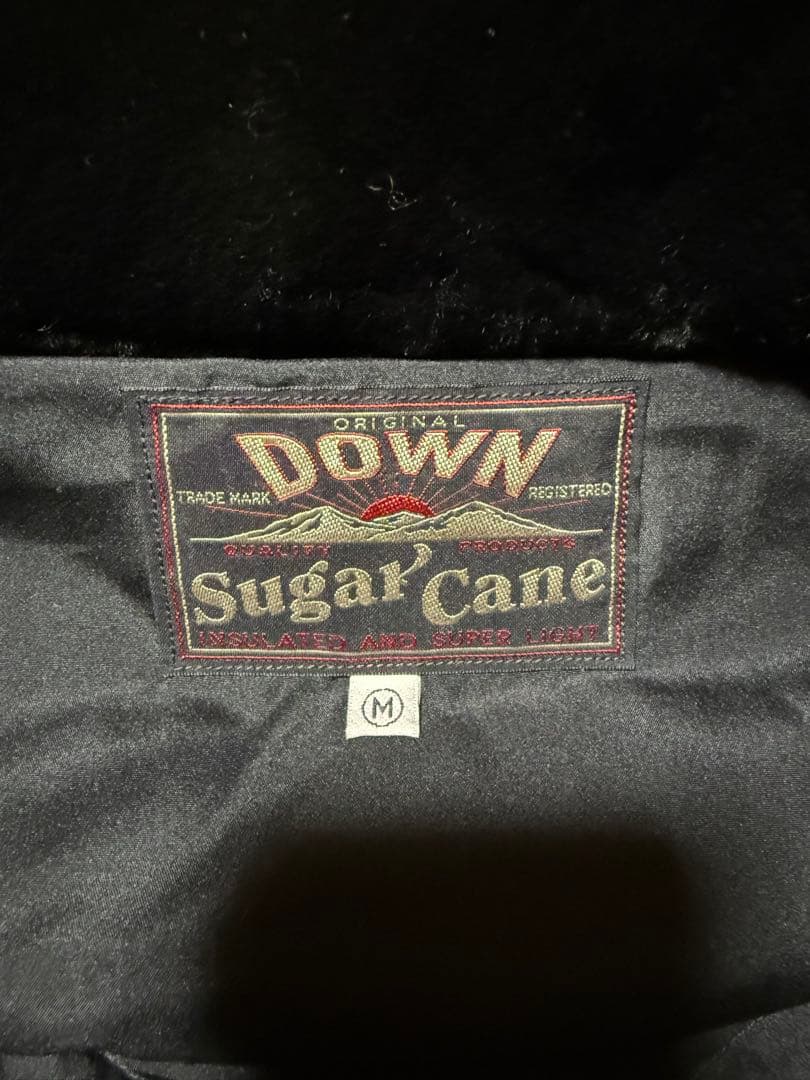 ORIGINAL
DOWN
TRADE MARK
REGISTERED
QUALITY PRODUCTS
Sugar Cane
INSULATED AND SUPER LIGHT
M